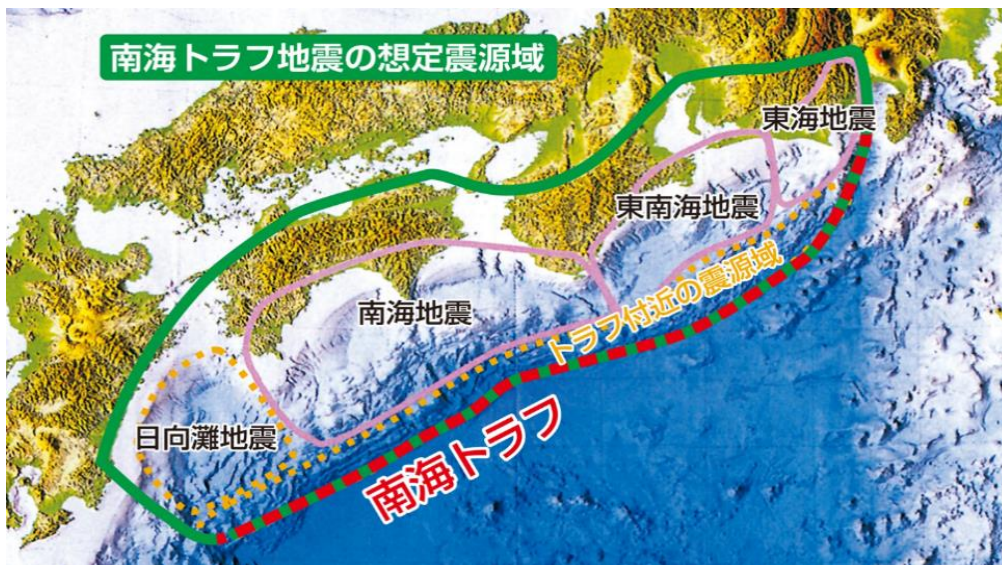 南海トラフ地震の想定震源域
東海地震
東南海地震
トラフ付近の震源域
南海地震
日向灘地震
南海トラフ